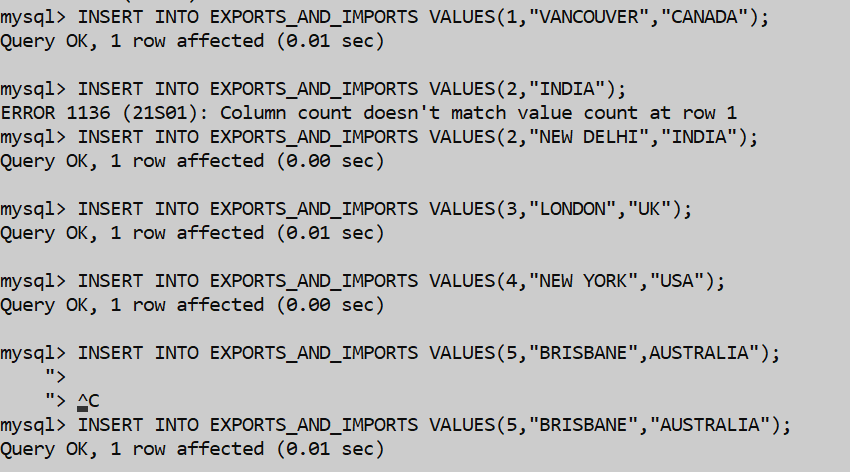 mysql> INSERT INTO EXPORTS_AND_IMPORTS VALUES(1,"VANCOUVER","CANADA");
Query OK, 1 row affected (0.01 sec)
mysql> INSERT INTO EXPORTS_AND_IMPORTS VALUES(2,"INDIA");
ERROR 1136 (21S01): Column count doesn't match value count at row 1
mysql> INSERT INTO EXPORTS_AND_IMPORTS VALUES(2,"NEW DELHI","INDIA");
Query OK, 1 row affected (0.00 sec)
mysql> INSERT INTO EXPORTS_AND_IMPORTS VALUES(3,"LONDON","UK");
Query OK, 1 row affected (0.01 sec)
mysql> INSERT INTO EXPORTS_AND_IMPORTS VALUES(4,"NEW YORK","USA");
Query OK, 1 row affected (0.00 sec)
mysql> INSERT INTO EXPORTS_AND_IMPORTS VALUES(5,"BRISBANE",AUSTRALIA");
    ">
    "> ^C
mysql> INSERT INTO EXPORTS_AND_IMPORTS VALUES(5,"BRISBANE","AUSTRALIA");
Query OK, 1 row affected (0.01 sec)